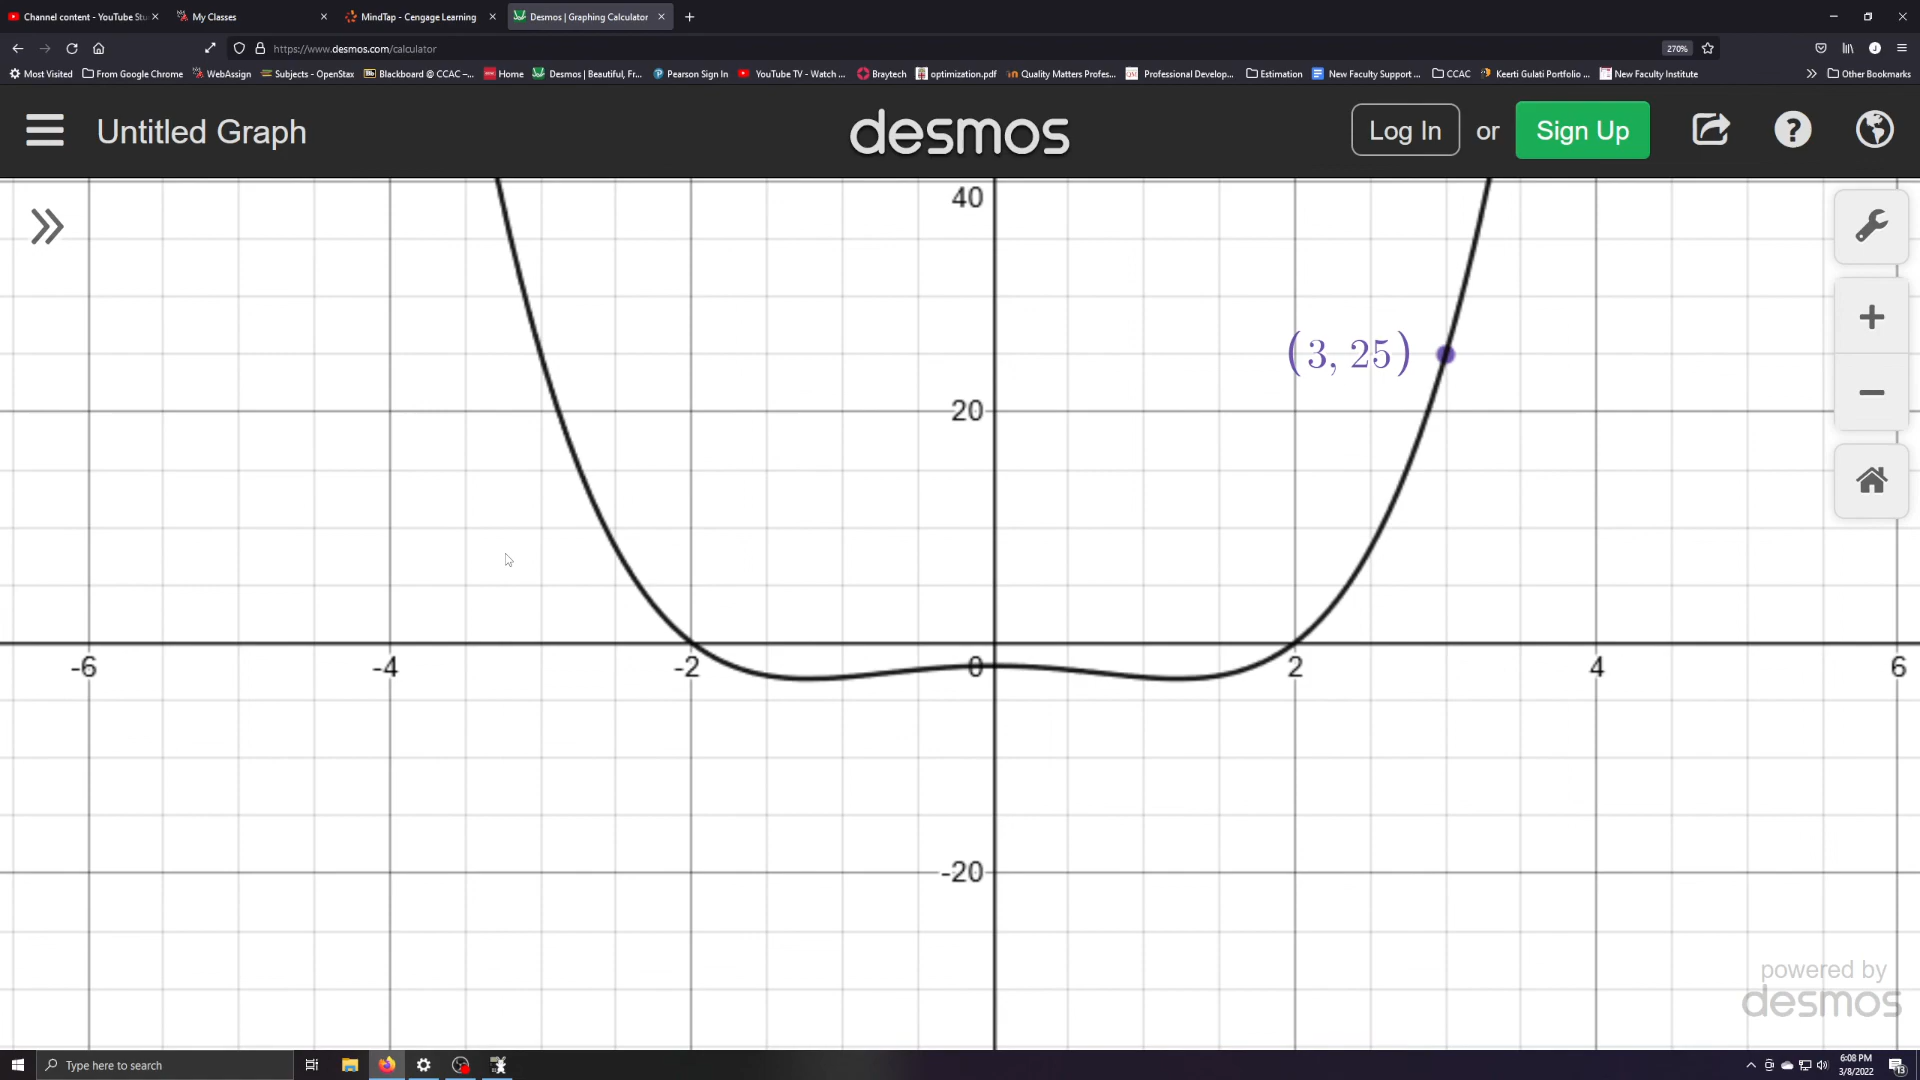 Channel content - YouTube Stu
My Classes
MindTap - Cengage Learning
Desmos | Graphing Calculator
https://www.desmos.com/calculator
270%
Most Visited
From Google Chrome
WebAssign
Subjects - OpenStax
Blackboard @ CCAC –...
Home
Desmos | Beautiful, Fr...
Pearson Sign In
YouTube TV - Watch ...
Braytech
optimization.pdf
Quality Matters Profes...
Professional Develop...
Estimation
New Faculty Support ...
CCAC
Keerti Gulati Portfolio ...
New Faculty Institute
Other Bookmarks
Untitled Graph
desmos
Log In
or
Sign Up
40
(3, 25)
20
-6
-4
-2
0
2
4
6
-20
powered by
desmos
Type here to search
6:08 PM
3/8/2022